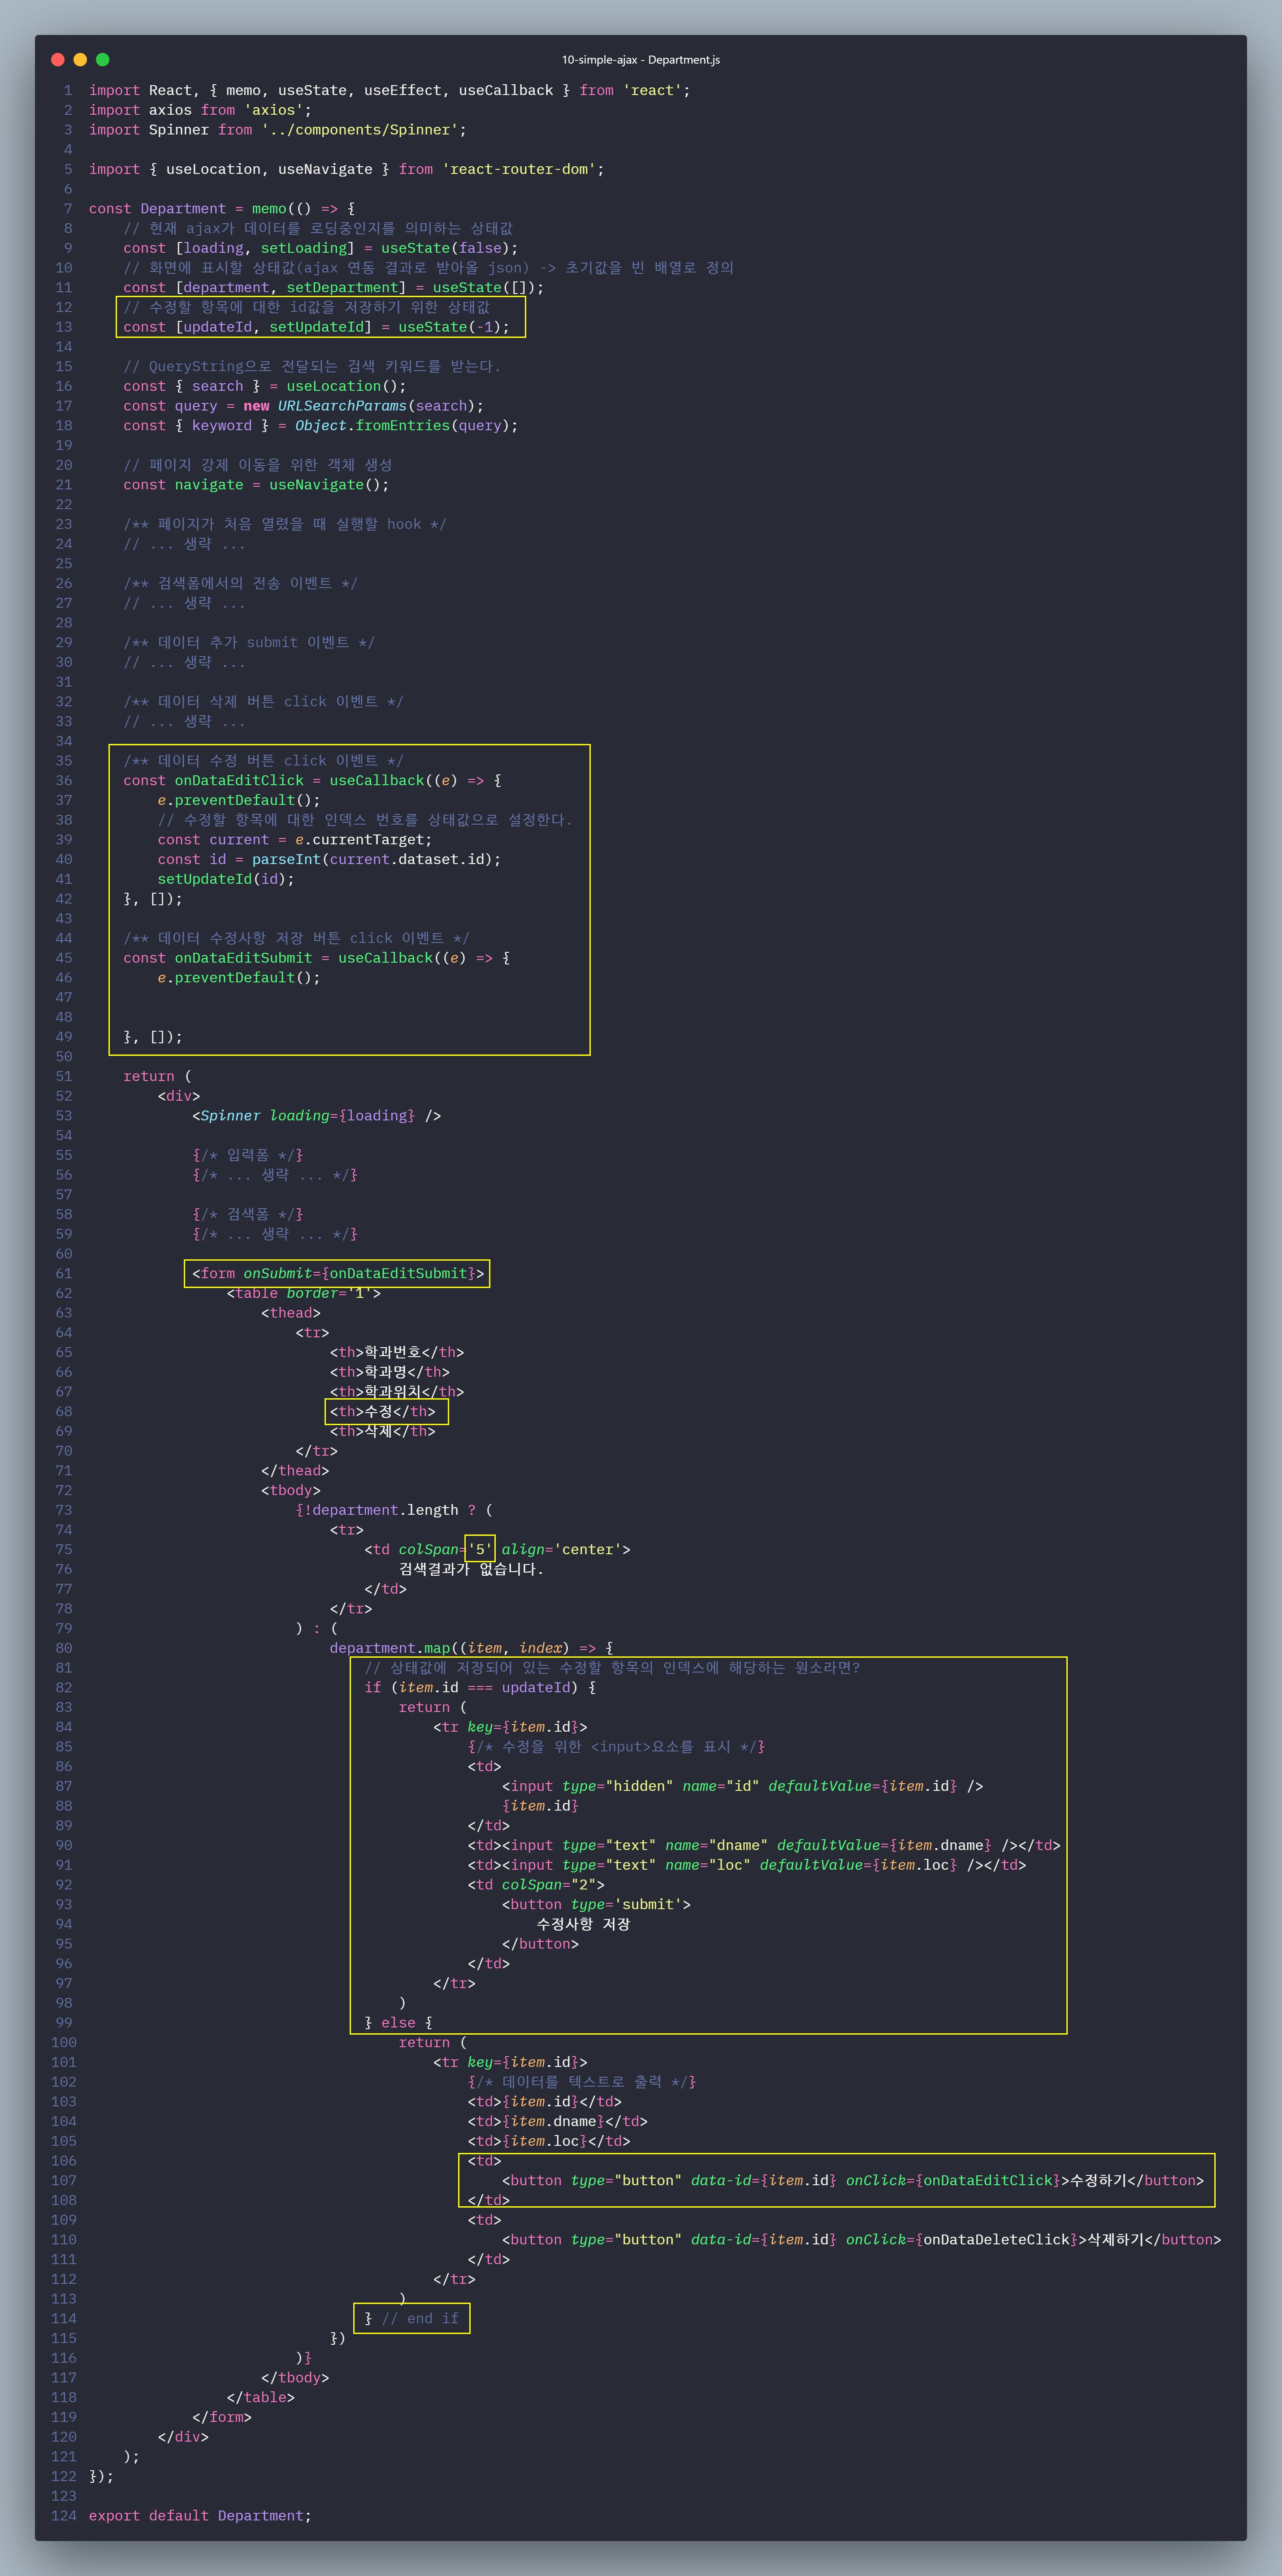 10-simple-ajax - Department.js
1 import React, { memo, useState, useEffect, useCallback } from 'react';
2 import axios from 'axios';
3 import Spinner from '../components/Spinner';
4
5 import { useLocation, useNavigate } from 'react-router-dom';
6
7 const Department = memo(() => {
8     // 현재 ajax가 데이터를 로딩중인지를 의미하는 상태값
9     const [loading, setLoading] = useState(false);
10     // 화면에 표시할 상태값(ajax 연동 결과로 받아올 json) -> 초기값을 빈 배열로 정의
11     const [department, setDepartment] = useState([]);
12     // 수정할 항목에 대한 id값을 저장하기 위한 상태값
13     const [updateId, setUpdateId] = useState(-1);
14
15     // QueryString으로 전달되는 검색 키워드를 받는다.
16     const { search } = useLocation();
17     const query = new URLSearchParams(search);
18     const { keyword } = Object.fromEntries(query);
19
20     // 페이지 강제 이동을 위한 객체 생성
21     const navigate = useNavigate();
22
23     /** 페이지가 처음 열렸을 때 실행할 hook */
24     // ... 생략 ...
25
26     /** 검색폼에서의 전송 이벤트 */
27     // ... 생략 ...
28
29     /** 데이터 추가 submit 이벤트 */
30     // ... 생략 ...
31
32     /** 데이터 삭제 버튼 click 이벤트 */
33     // ... 생략 ...
34
35     /** 데이터 수정 버튼 click 이벤트 */
36     const onDataEditClick = useCallback((e) => {
37         e.preventDefault();
38         // 수정할 항목에 대한 인덱스 번호를 상태값으로 설정한다.
39         const current = e.currentTarget;
40         const id = parseInt(current.dataset.id);
41         setUpdateId(id);
42     }, []);
43
44     /** 데이터 수정사항 저장 버튼 click 이벤트 */
45     const onDataEditSubmit = useCallback((e) => {
46         e.preventDefault();
47
48
49     }, []);
50
51     return (
52         <div>
53             <Spinner loading={loading} />
54
55             {/* 입력폼 */}
56             {/* ... 생략 ... */}
57
58             {/* 검색폼 */}
59             {/* ... 생략 ... */}
60
61             <form onSubmit={onDataEditSubmit}>
62                 <table border='1'>
63                     <thead>
64                         <tr>
65                             <th>학과번호</th>
66                             <th>학과명</th>
67                             <th>학과위치</th>
68                             <th>수정</th>
69                             <th>삭제</th>
70                         </tr>
71                     </thead>
72                     <tbody>
73                         {!department.length ? (
74                             <tr>
75                                 <td colSpan='5' align='center'>
76                                     검색결과가 없습니다.
77                                 </td>
78                             </tr>
79                         ) : (
80                             department.map((item, index) => {
81                                 // 상태값에 저장되어 있는 수정할 항목의 인덱스에 해당하는 원소라면?
82                                 if (item.id === updateId) {
83                                     return (
84                                         <tr key={item.id}>
85                                             {/* 수정을 위한 <input>요소를 표시 */}
86                                             <td>
87                                                 <input type="hidden" name="id" defaultValue={item.id} />
88                                                 {item.id}
89                                             </td>
90                                             <td><input type="text" name="dname" defaultValue={item.dname} /></td>
91                                             <td><input type="text" name="loc" defaultValue={item.loc} /></td>
92                                             <td colSpan="2">
93                                                 <button type='submit'>
94                                                     수정사항 저장
95                                                 </button>
96                                             </td>
97                                         </tr>
98                                     )
99                                 } else {
100                                     return (
101                                         <tr key={item.id}>
102                                             {/* 데이터를 텍스트로 출력 */}
103                                             <td>{item.id}</td>
104                                             <td>{item.dname}</td>
105                                             <td>{item.loc}</td>
106                                             <td>
107                                                 <button type="button" data-id={item.id} onClick={onDataEditClick}>수정하기</button>
108                                             </td>
109                                             <td>
110                                                 <button type="button" data-id={item.id} onClick={onDataDeleteClick}>삭제하기</button>
111                                             </td>
112                                         </tr>
113                                     )
114                                 } // end if
115                             })
116                         )}
117                     </tbody>
118                 </table>
119             </form>
120         </div>
121     );
122 });
123
124 export default Department;